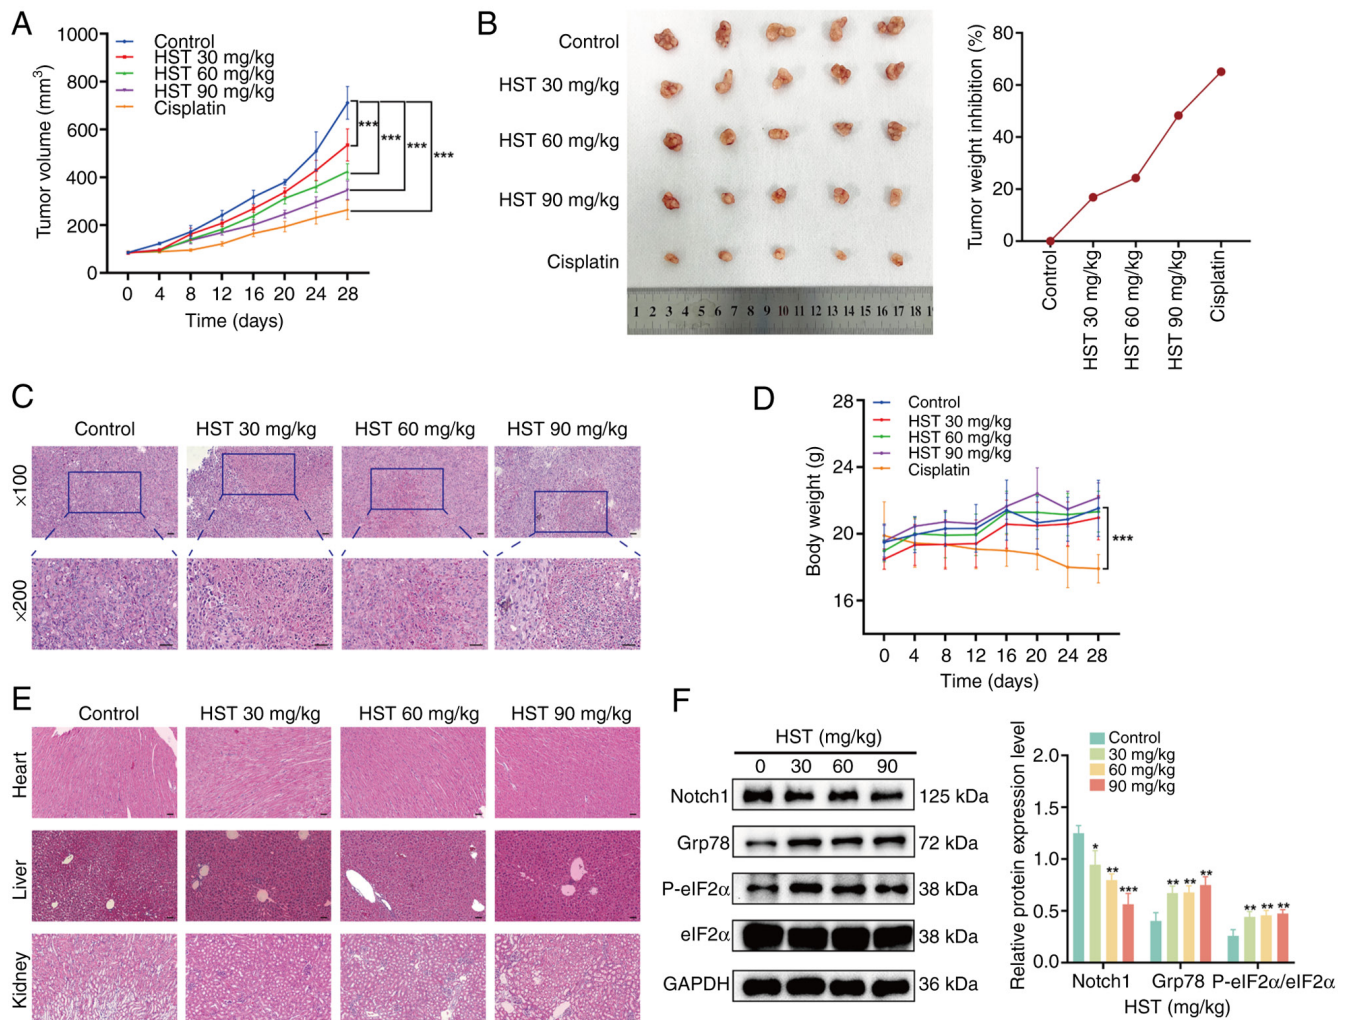 A
1000
800
600
400
200
0
Tumor volume (mm³)
Control
HST 30 mg/kg
HST 60 mg/kg
HST 90 mg/kg
Cisplatin
***
***
***
***
0 4 8 12 16 20 24 28
Time (days)
B
Control
HST 30 mg/kg
HST 60 mg/kg
HST 90 mg/kg
Cisplatin
1 2 3 4 5 6 7 8 9 10 11 12 13 14 15 16 17 18
Tumor weight inhibition (%)
80
60
40
20
0
Control
HST 30 mg/kg
HST 60 mg/kg
HST 90 mg/kg
Cisplatin
C
Control HST 30 mg/kg HST 60 mg/kg HST 90 mg/kg
×100
×200
D
28
24
20
16
Body weight (g)
Control
HST 30 mg/kg
HST 60 mg/kg
HST 90 mg/kg
Cisplatin
***
0 4 8 12 16 20 24 28
Time (days)
E
Control HST 30 mg/kg HST 60 mg/kg HST 90 mg/kg
Heart
Liver
Kidney
F
HST (mg/kg)
0 30 60 90
Notch1 125 kDa
Grp78 72 kDa
P-eIF2α 38 kDa
eIF2α 38 kDa
GAPDH 36 kDa
Relative protein expression level
2.0
1.5
1.0
0.5
0.0
Control
30 mg/kg
60 mg/kg
90 mg/kg
* ** ***
** ** **
** ** **
Notch1 Grp78 P-eIF2α/eIF2α
HST (mg/kg)